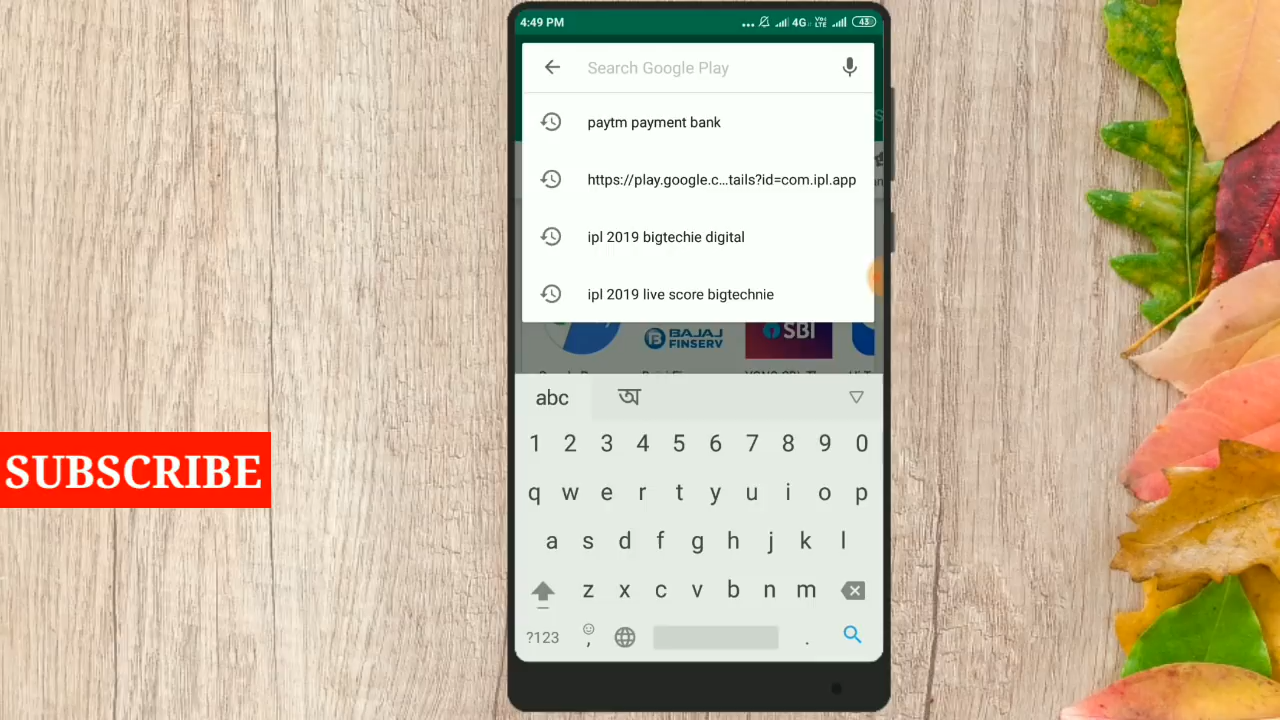 4:49 PM
4G
VoLTE
43
Search Google Play
paytm payment bank
https://play.google.c...tails?id=com.ipl.app
ipl 2019 bigtechie digital
ipl 2019 live score bigtechnie
BAJAJ
FINSERV
SBI
abc অ
1 2 3 4 5 6 7 8 9 0
q w e r t y u i o p
a s d f g h j k l
z x c v b n m
?123 , .
SUBSCRIBE